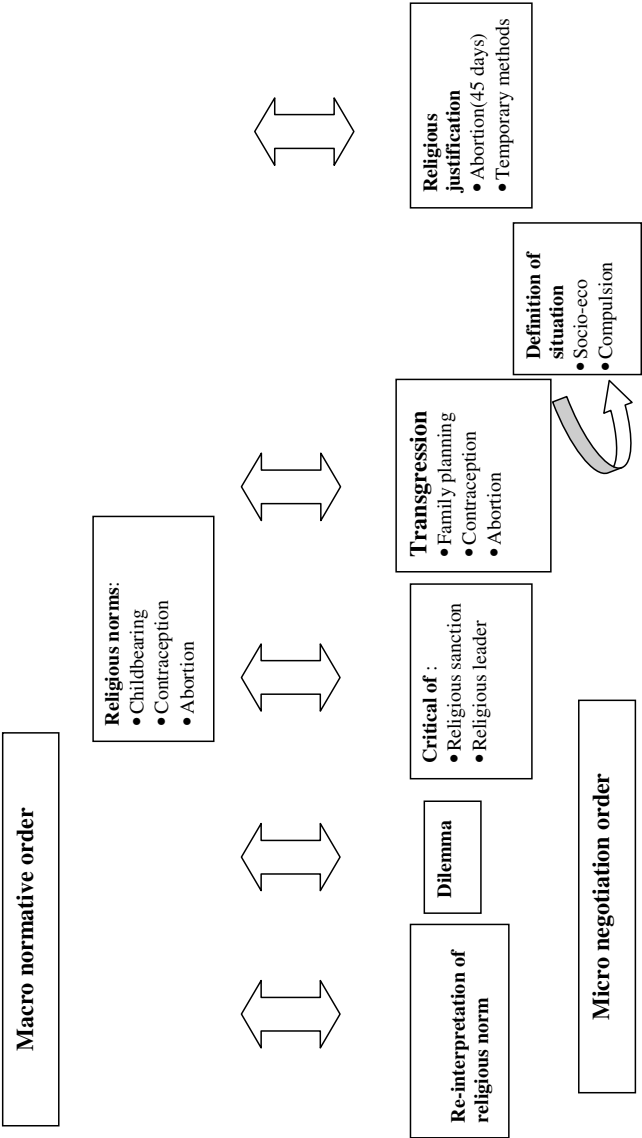 Macro normative order
Religious norms:
• Childbearing
• Contraception
• Abortion
Re-interpretation of
religious norm
Dilemma
Critical of :
• Religious sanction
• Religious leader
Transgression
• Family planning
• Contraception
• Abortion
Religious
justification
• Abortion(45 days)
• Temporary methods
Definition of
situation
• Socio-eco
• Compulsion
Micro negotiation order